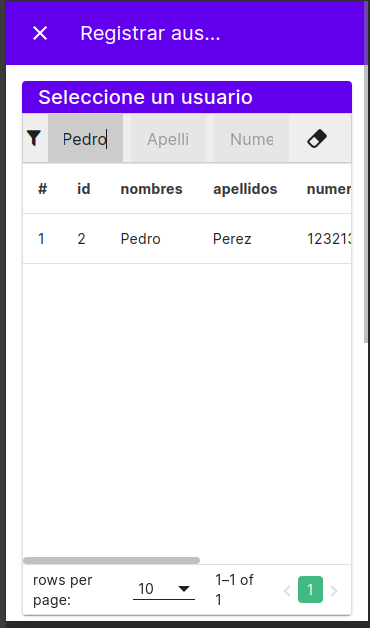 Registrar aus...
Seleccione un usuario
Pedro Apelli Nume
# id nombres apellidos numer
1 2 Pedro Perez 123213
rows per page: 10 1–1 of 1 1